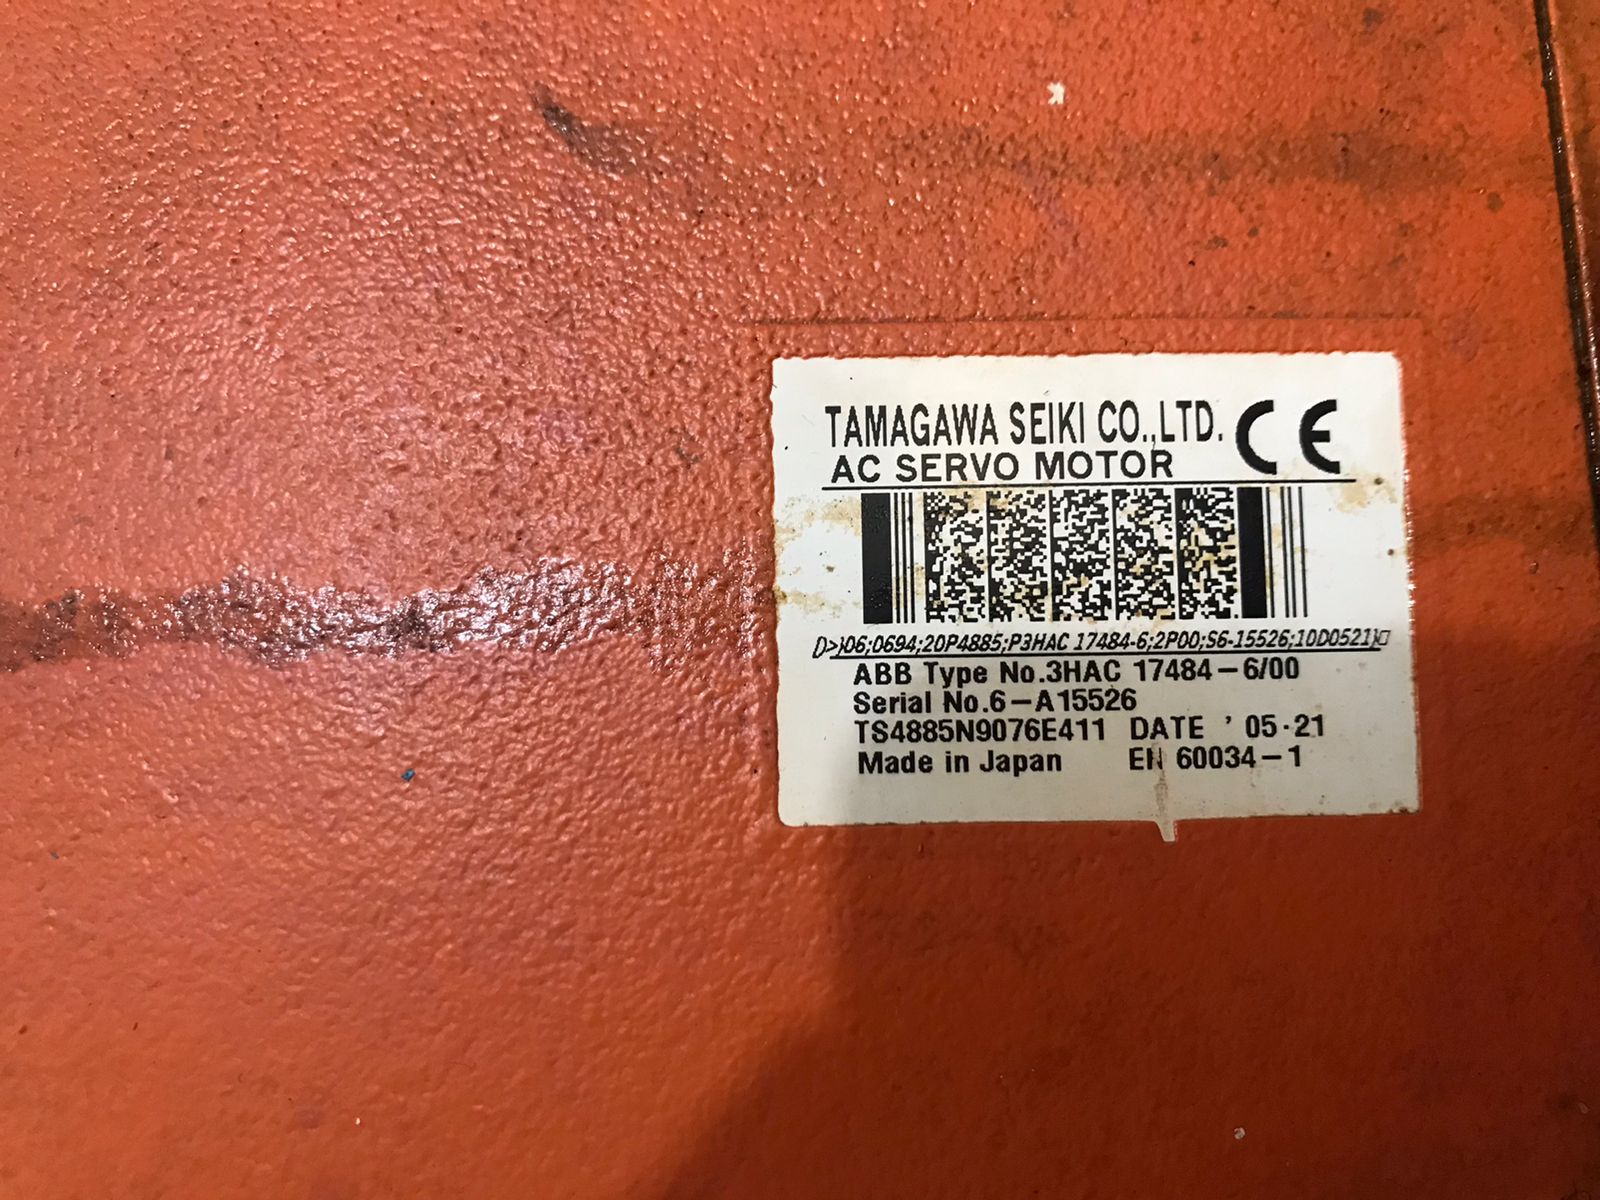 TAMAGAWA SEIKI CO.,LTD. CE
AC SERVO MOTOR
[)>}06;0694;20P4885;P3HAC 17484-6;2P00;S6-15526;10D0521}□
ABB Type No.3HAC 17484-6/00
Serial No.6-A15526
TS4885N9076E411 DATE ' 05·21
Made in Japan EN 60034-1